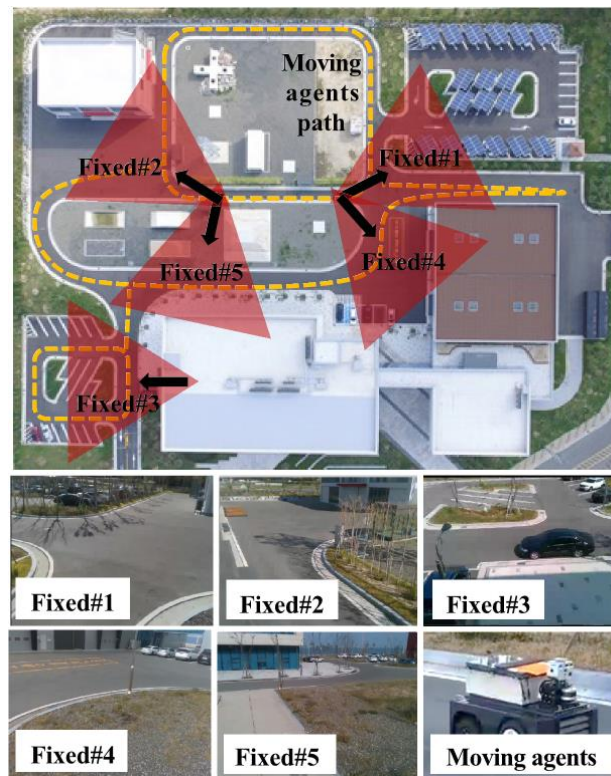 Moving
agents
path
Fixed#2
Fixed#1
Fixed#5
Fixed#4
Fixed#3
Fixed#1
Fixed#2
Fixed#3
Fixed#4
Fixed#5
Moving agents